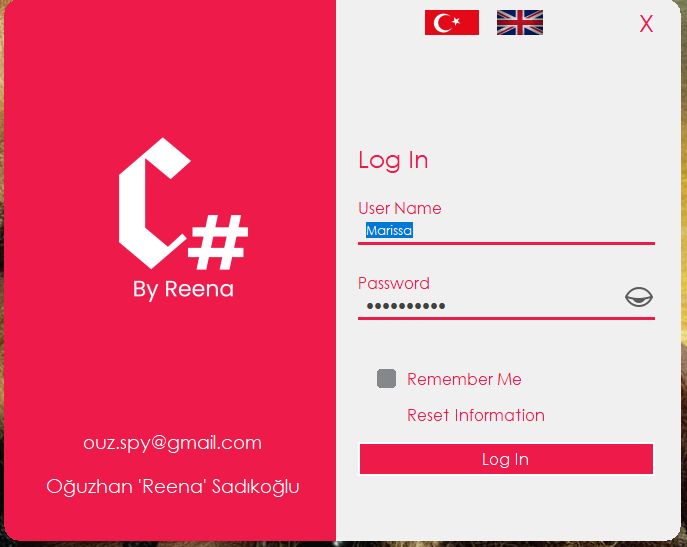 C#
By Reena
ouz.spy@gmail.com
Oğuzhan 'Reena' Sadıkoğlu
X
Log In
User Name
Marissa
Password
••••••••••
Remember Me
Reset Information
Log In